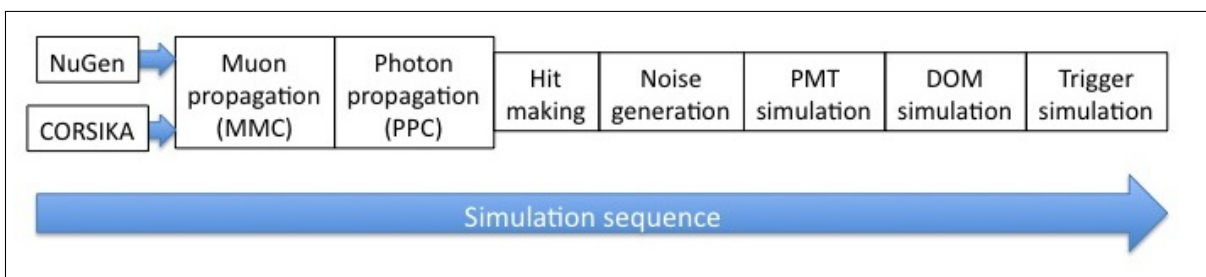 NuGen
CORSIKA
Muon
propagation
(MMC)
Photon
propagation
(PPC)
Hit
making
Noise
generation
PMT
simulation
DOM
simulation
Trigger
simulation
Simulation sequence